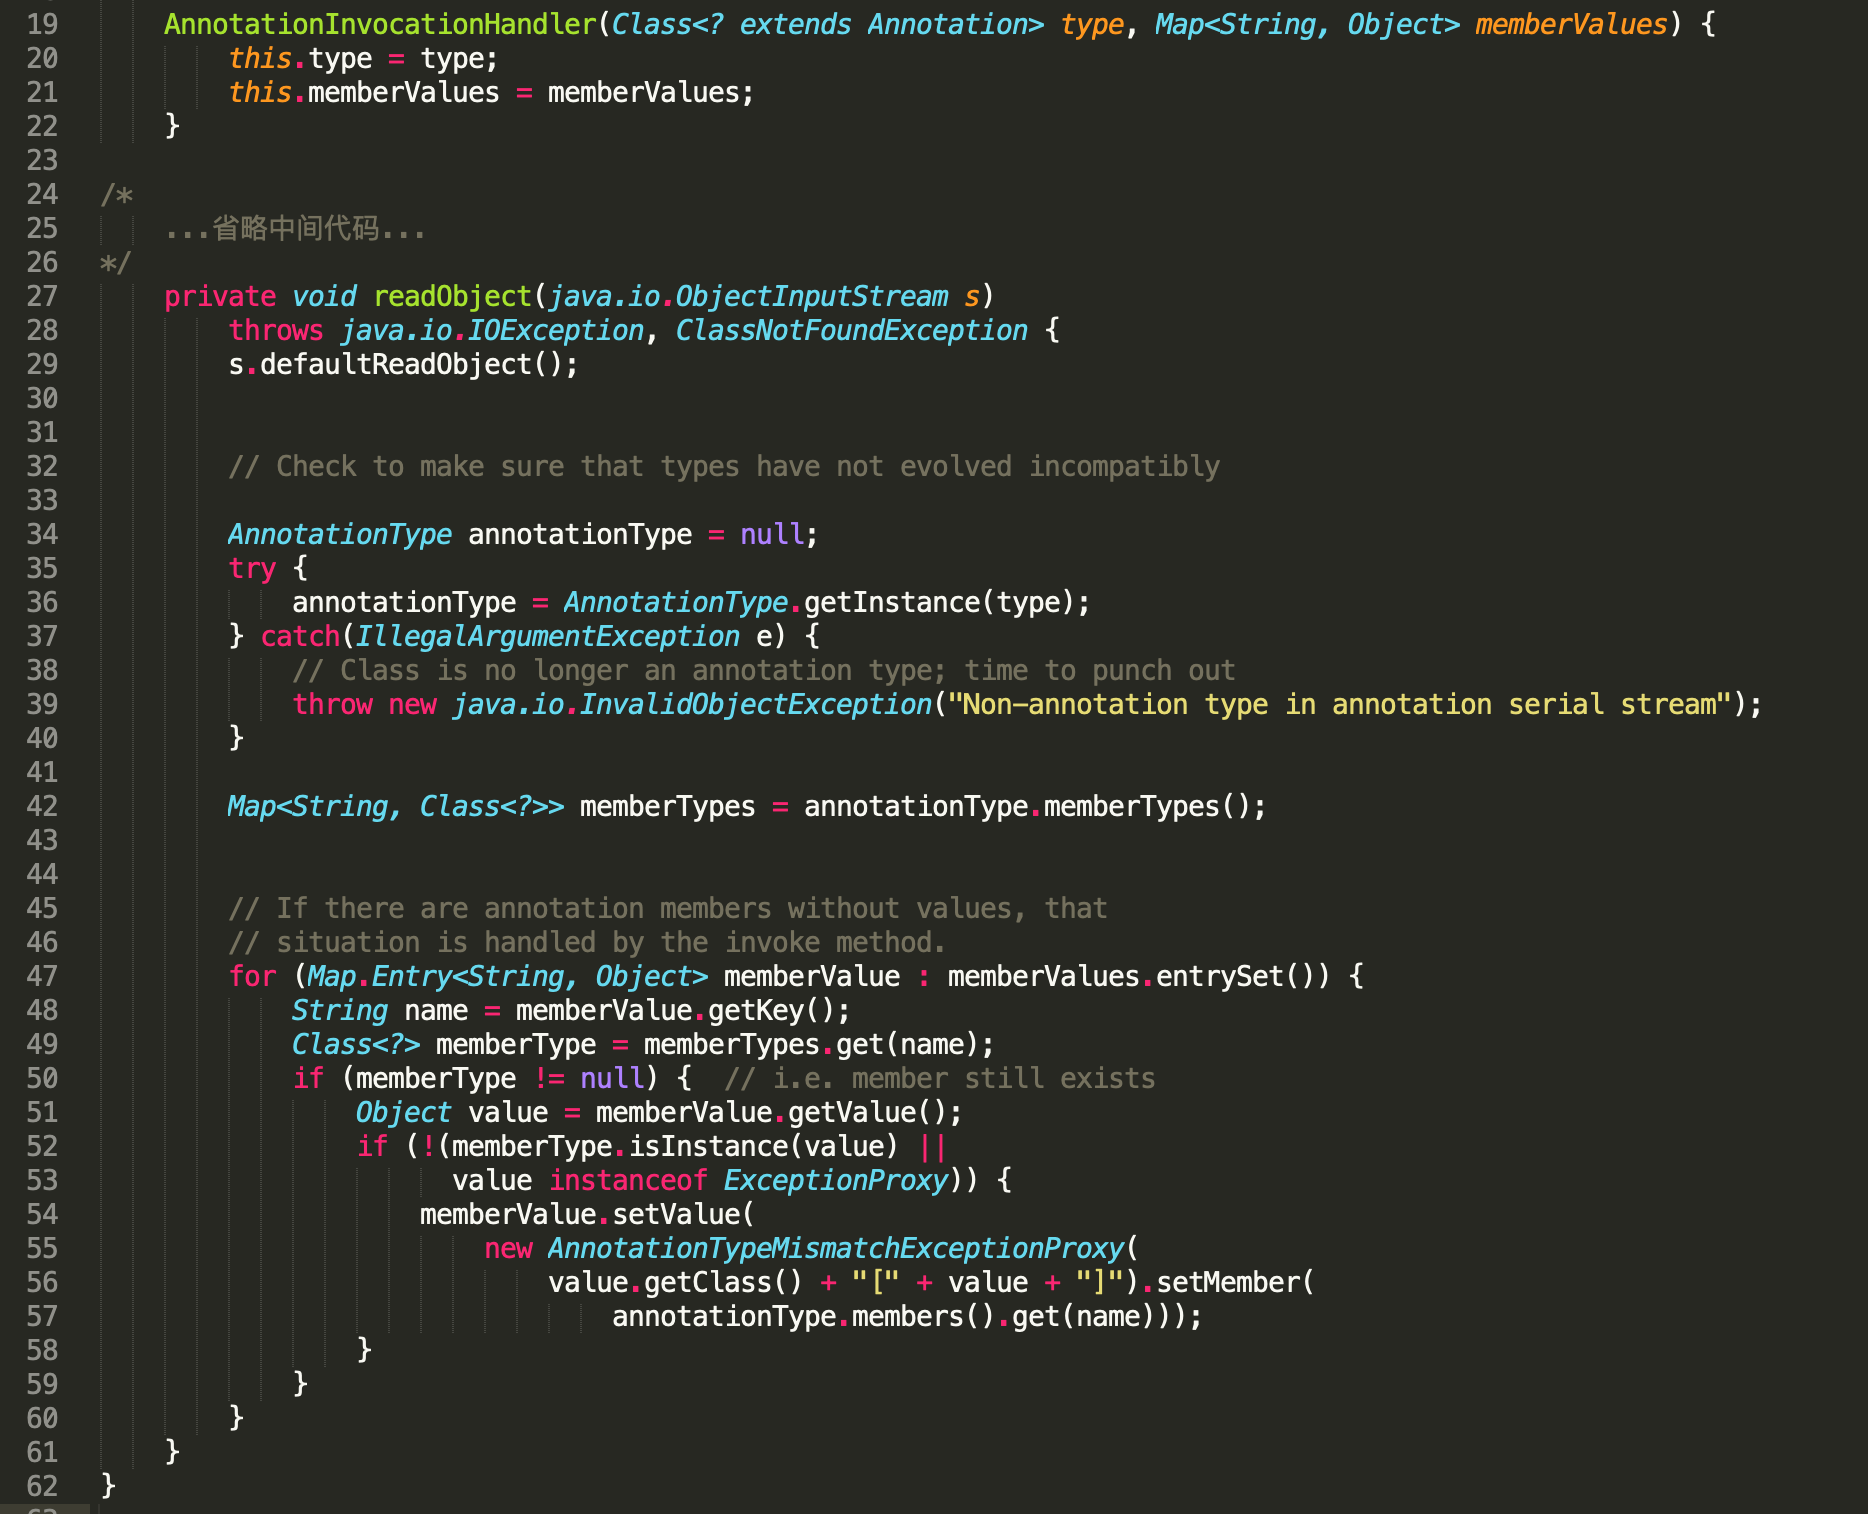 19 AnnotationInvocationHandler(Class<? extends Annotation> type, Map<String, Object> memberValues) {
20 this.type = type;
21 this.memberValues = memberValues;
22 }
23
24 /*
25 ...省略中间代码...
26 */
27 private void readObject(java.io.ObjectInputStream s)
28 throws java.io.IOException, ClassNotFoundException {
29 s.defaultReadObject();
30
31
32 // Check to make sure that types have not evolved incompatibly
33
34 AnnotationType annotationType = null;
35 try {
36 annotationType = AnnotationType.getInstance(type);
37 } catch(IllegalArgumentException e) {
38 // Class is no longer an annotation type; time to punch out
39 throw new java.io.InvalidObjectException("Non-annotation type in annotation serial stream");
40 }
41
42 Map<String, Class<?>> memberTypes = annotationType.memberTypes();
43
44
45 // If there are annotation members without values, that
46 // situation is handled by the invoke method.
47 for (Map.Entry<String, Object> memberValue : memberValues.entrySet()) {
48 String name = memberValue.getKey();
49 Class<?> memberType = memberTypes.get(name);
50 if (memberType != null) { // i.e. member still exists
51 Object value = memberValue.getValue();
52 if (!(memberType.isInstance(value) ||
53 value instanceof ExceptionProxy)) {
54 memberValue.setValue(
55 new AnnotationTypeMismatchExceptionProxy(
56 value.getClass() + "[" + value + "]").setMember(
57 annotationType.members().get(name)));
58 }
59 }
60 }
61 }
62 }